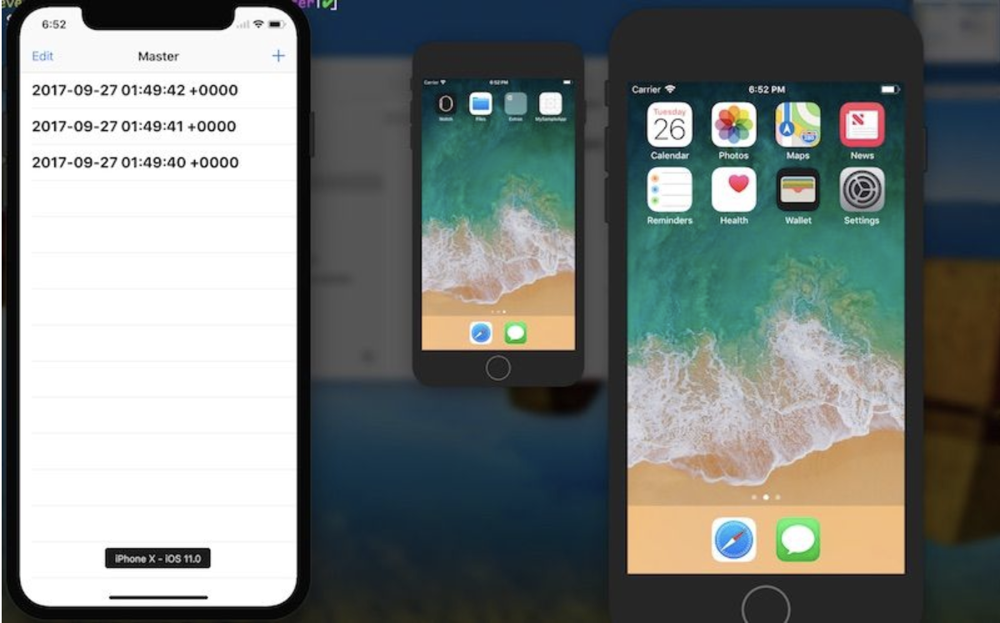 6:52
Edit Master +
2017-09-27 01:49:42 +0000
2017-09-27 01:49:41 +0000
2017-09-27 01:49:40 +0000
iPhone X – iOS 11.0
Carrier 6:52 PM
Watch Files Extras MySampleApp
Carrier 6:52 PM
Tuesday
26
Calendar Photos Maps News
280
Reminders Health Wallet Settings